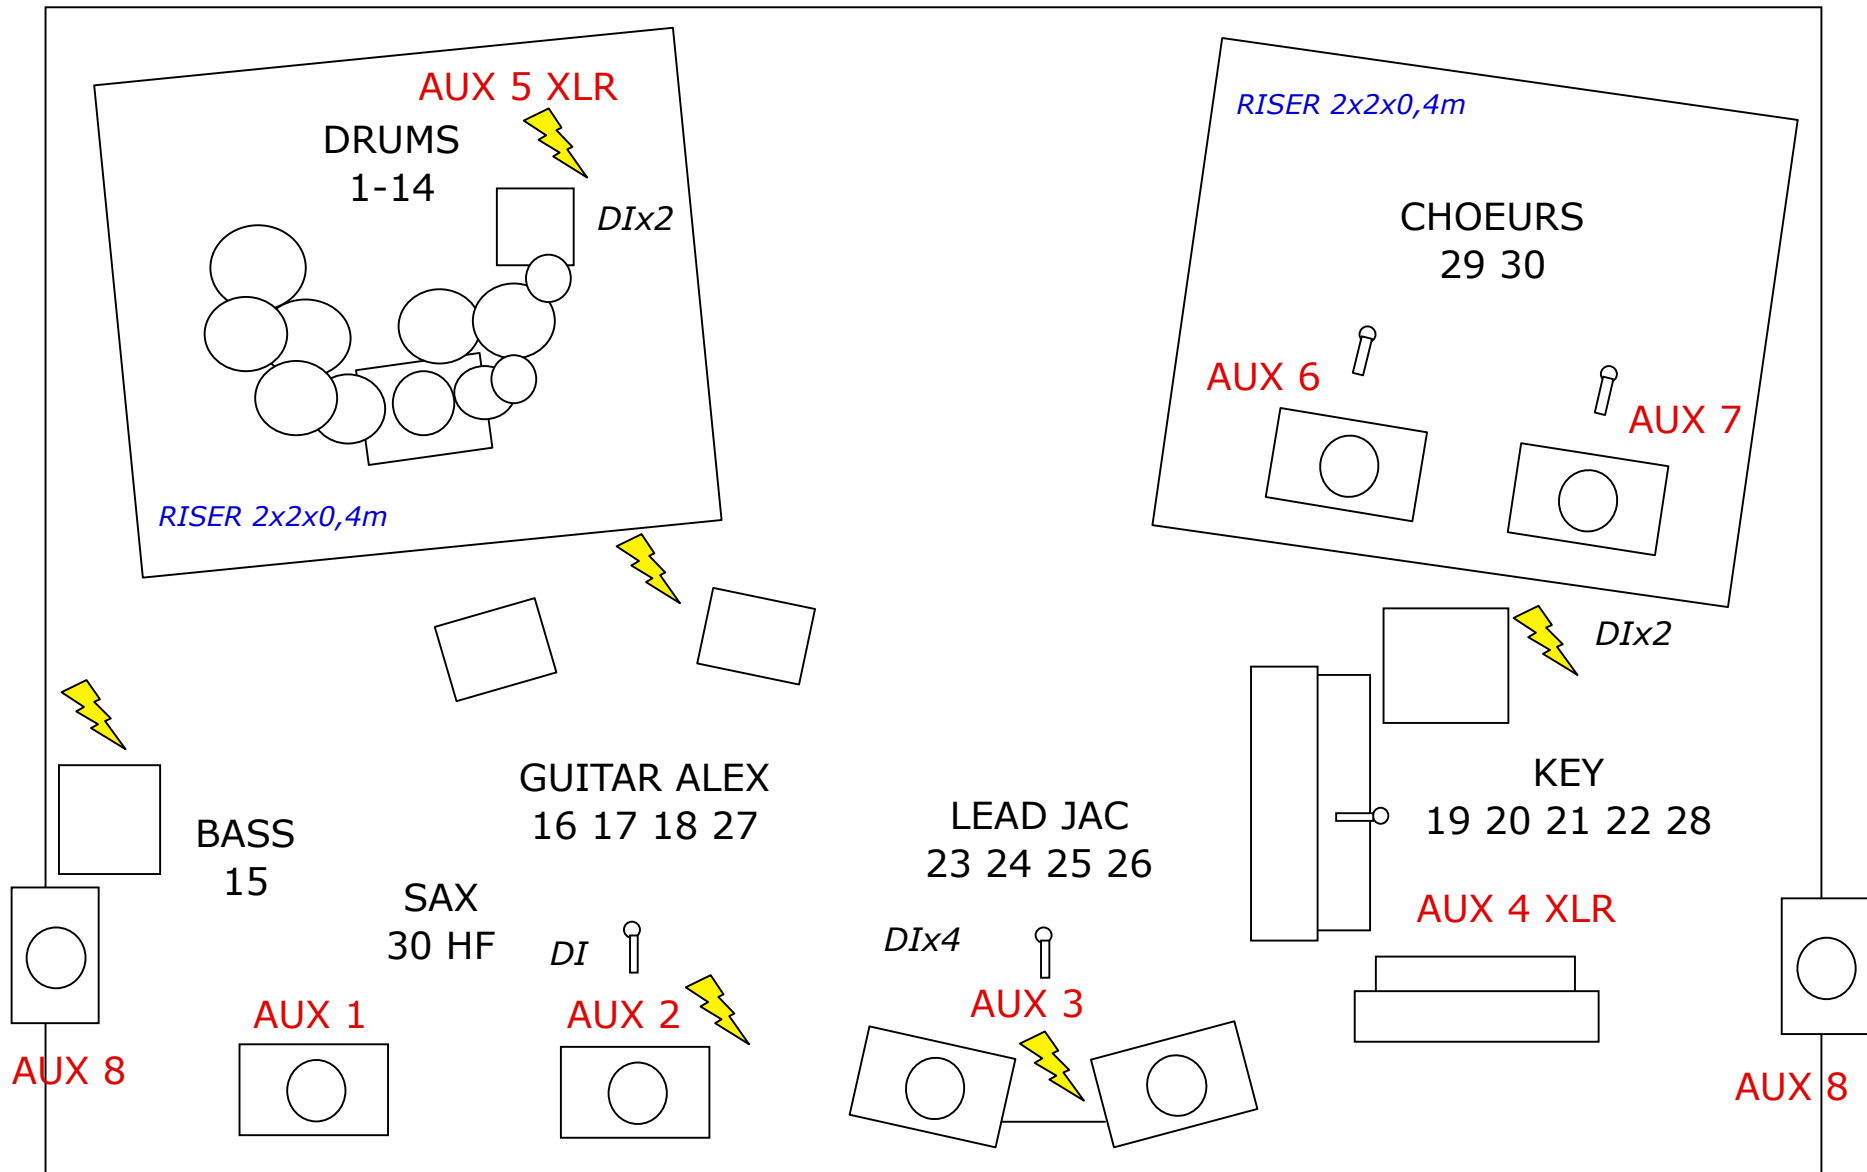 AUX 5 XLR
DRUMS
1-14
DIx2
RISER 2x2x0,4m
RISER 2x2x0,4m
CHOEURS
29 30
AUX 6
AUX 7
DIx2
GUITAR ALEX
16 17 18 27
BASS
15
SAX
30 HF
DI
LEAD JAC
23 24 25 26
DIx4
KEY
19 20 21 22 28
AUX 4 XLR
AUX 1
AUX 2
AUX 3
AUX 8
AUX 8